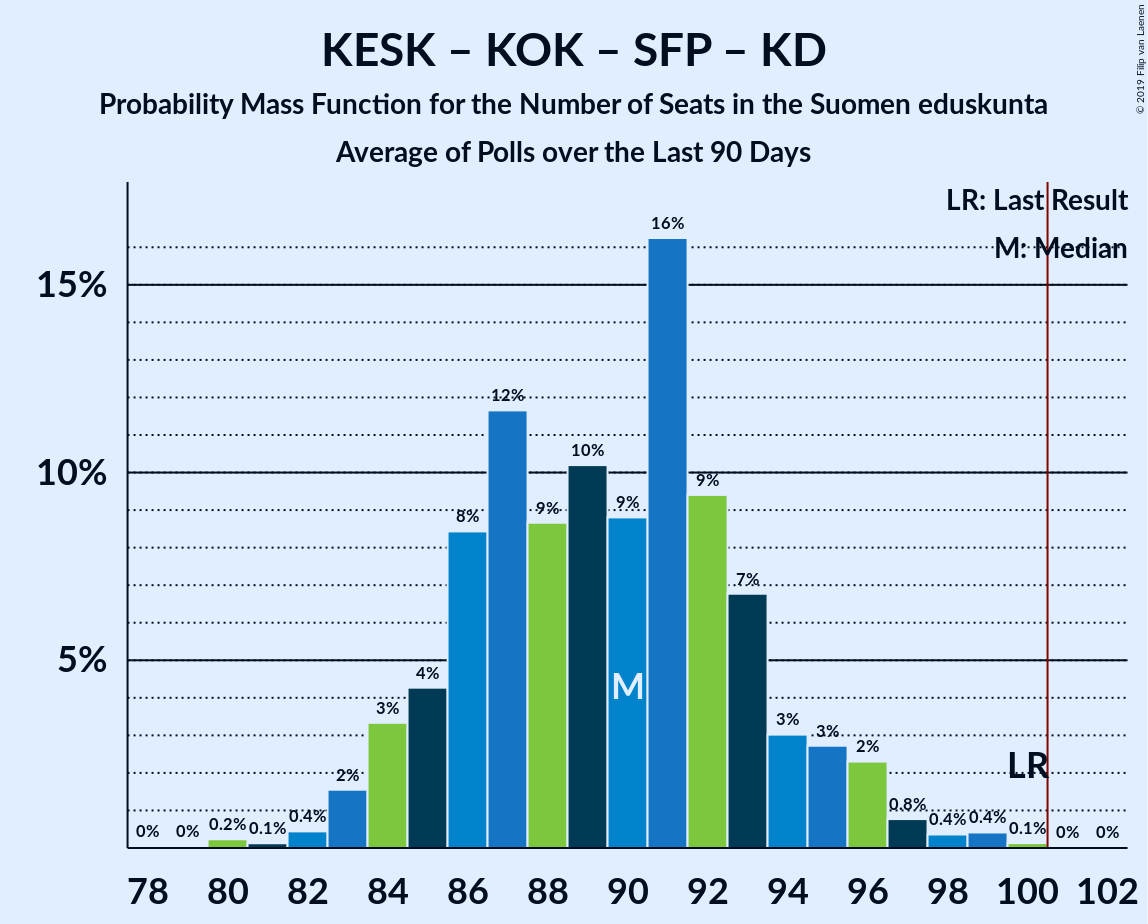 KESK – KOK – SFP – KD
Probability Mass Function for the Number of Seats in the Suomen eduskunta
Average of Polls over the Last 90 Days
© 2019 Filip van Laenen
LR: Last Result
M: Median
15%
10%
5%
0% 0% 0.2% 0.1% 0.4% 2% 3% 4% 8% 12% 9% 10% 9% 16% 9% 7% 3% 3% 2% 0.8% 0.4% 0.4% 0.1% 0% 0%
M
LR
78 80 82 84 86 88 90 92 94 96 98 100 102